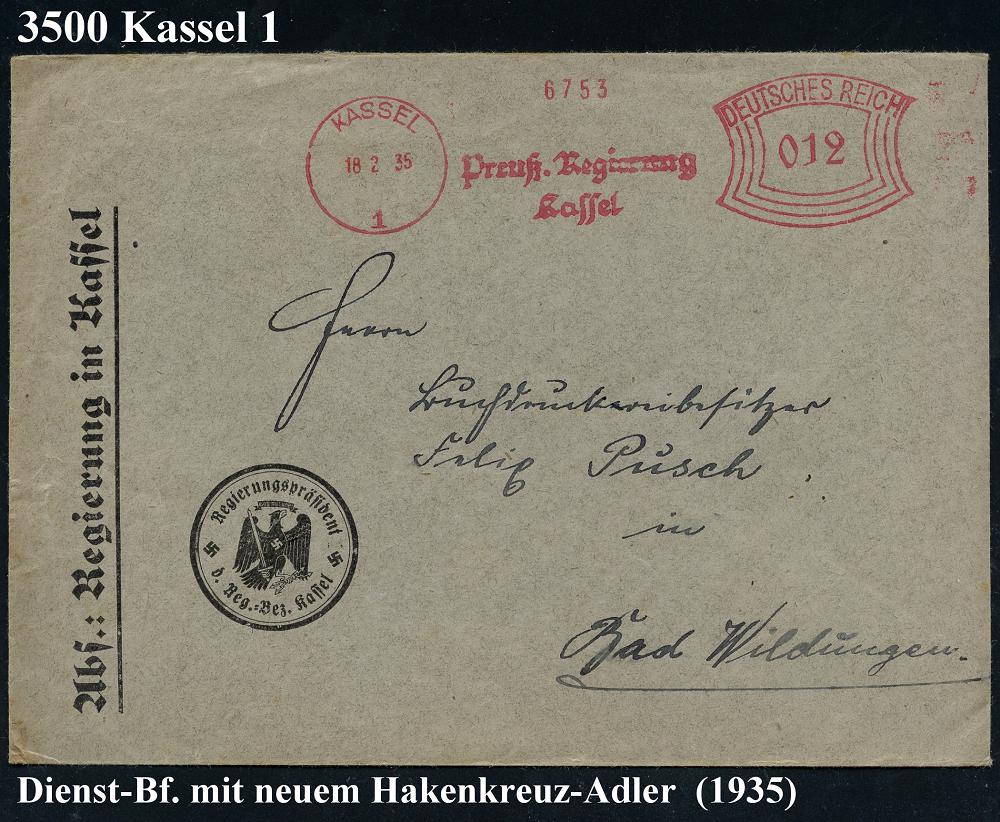 3500 Kassel 1
6753
KASSEL
18 2 35
1
Preuß. Regierung
Kassel
DEUTSCHES REICH
012
Abs.: Regierung in Kassel
Herrn
Buchdruckereibesitzer
Felix Pusch
in
Bad Wildungen.
Regierungspräsident
d. Reg.-Bez. Kassel
Dienst-Bf. mit neuem Hakenkreuz-Adler (1935)